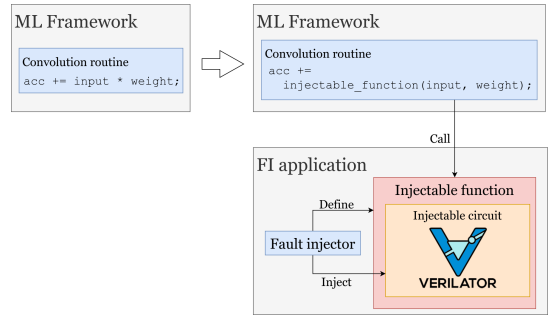 ML Framework
Convolution routine
acc += input * weight;
ML Framework
Convolution routine
acc +=
injectable_function(input, weight);
Call
FI application
Injectable function
Define
Injectable circuit
Fault injector
VERILATOR
Inject